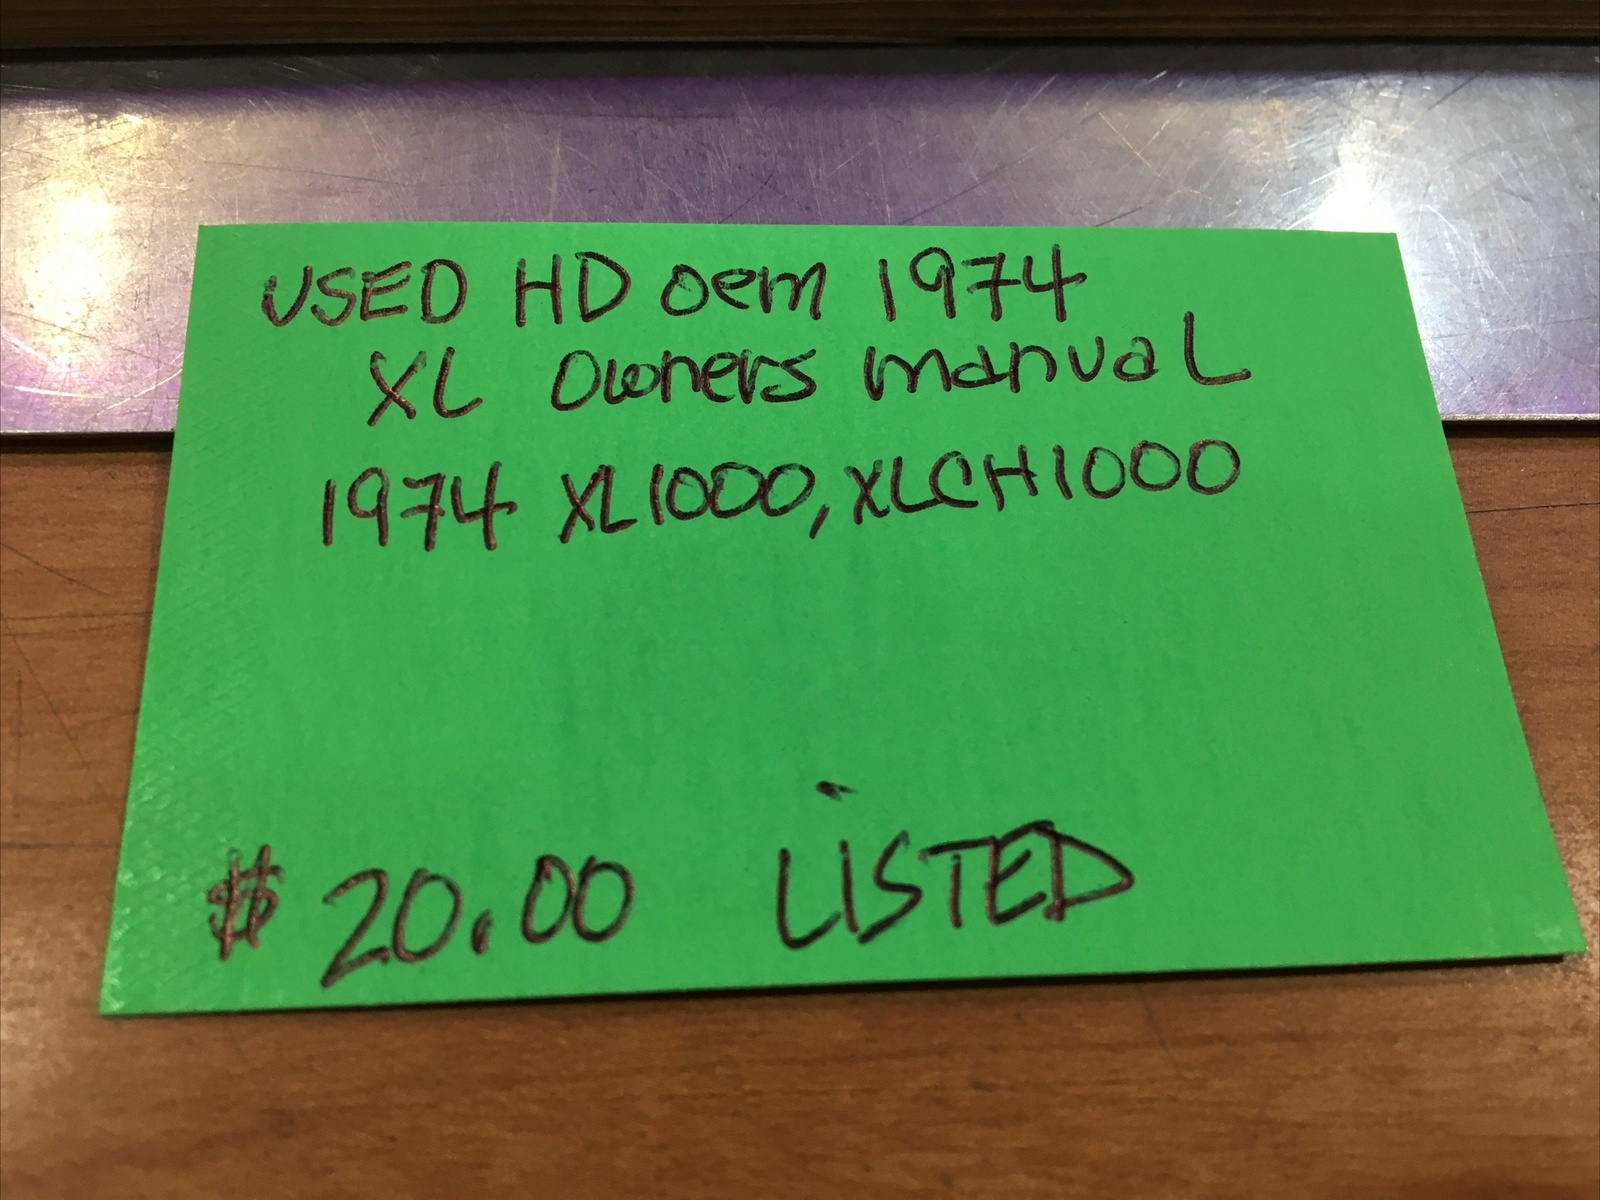 USED HD oem 1974
XL Owners manual
1974 XL1000, XLCH1000
$ 20.00 LiSTED